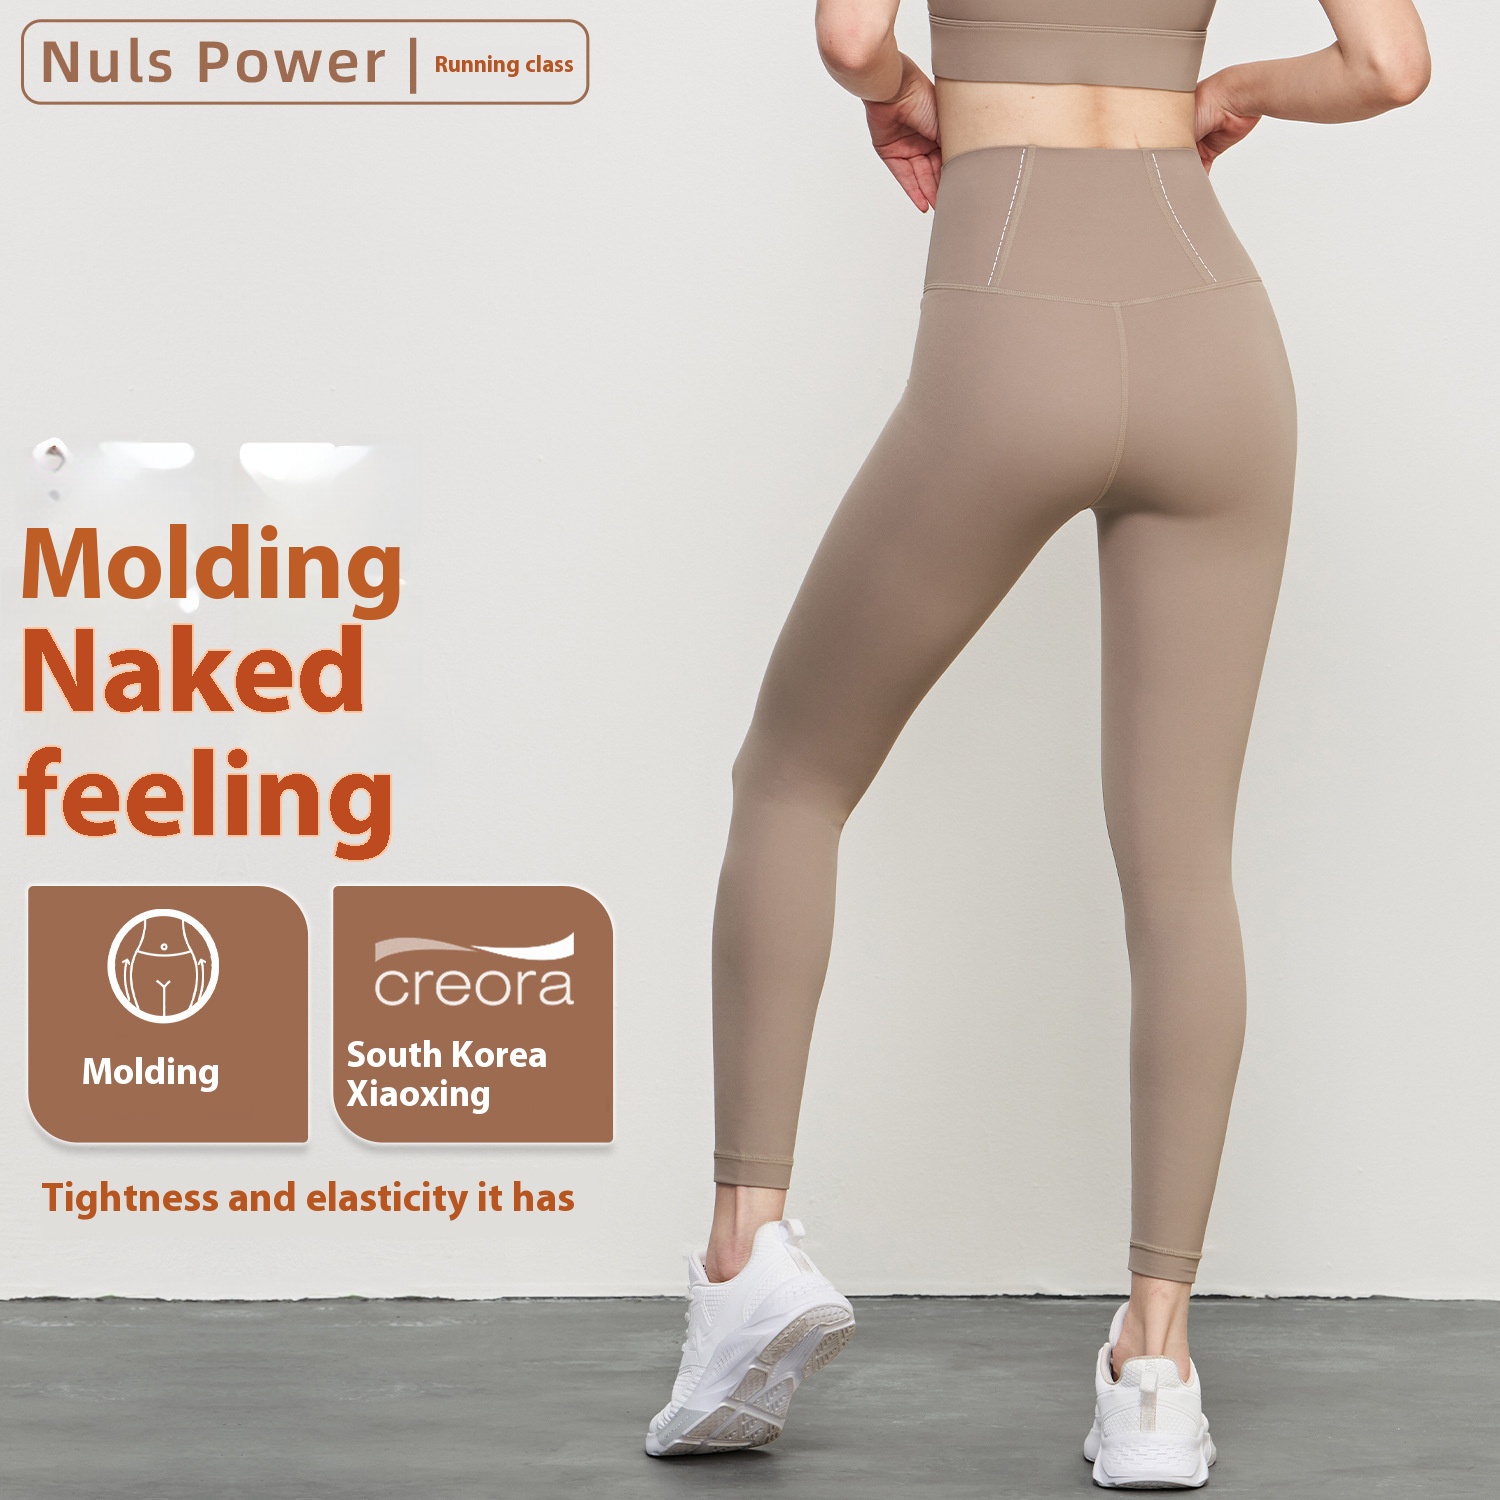 Nuls Power | Running class
Molding
Naked
feeling
Molding
creora
South Korea
Xiaoxing
Tightness and elasticity it has